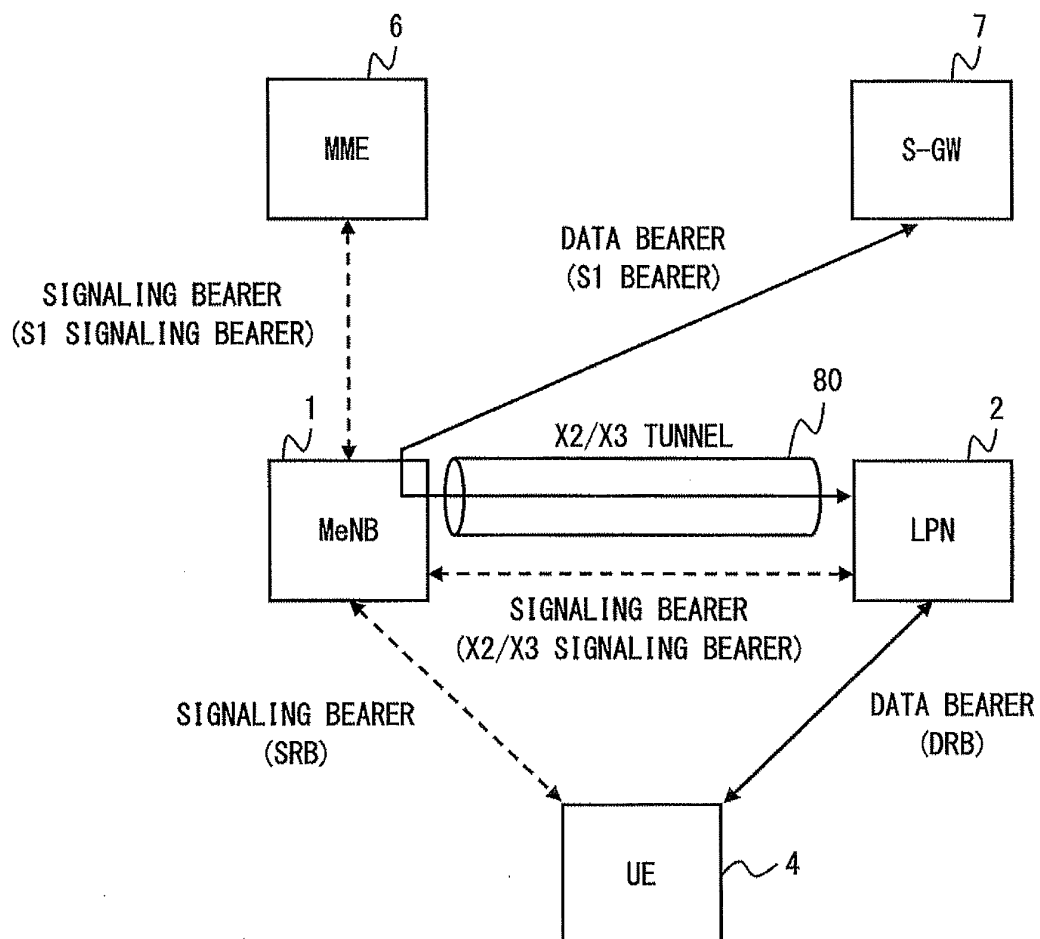 6
7
MME
S-GW
DATA BEARER
(S1 BEARER)
SIGNALING BEARER
(S1 SIGNALING BEARER)
80
1
2
X2/X3 TUNNEL
MeNB
LPN
SIGNALING BEARER
(X2/X3 SIGNALING BEARER)
SIGNALING BEARER
(SRB)
DATA BEARER
(DRB)
UE
4